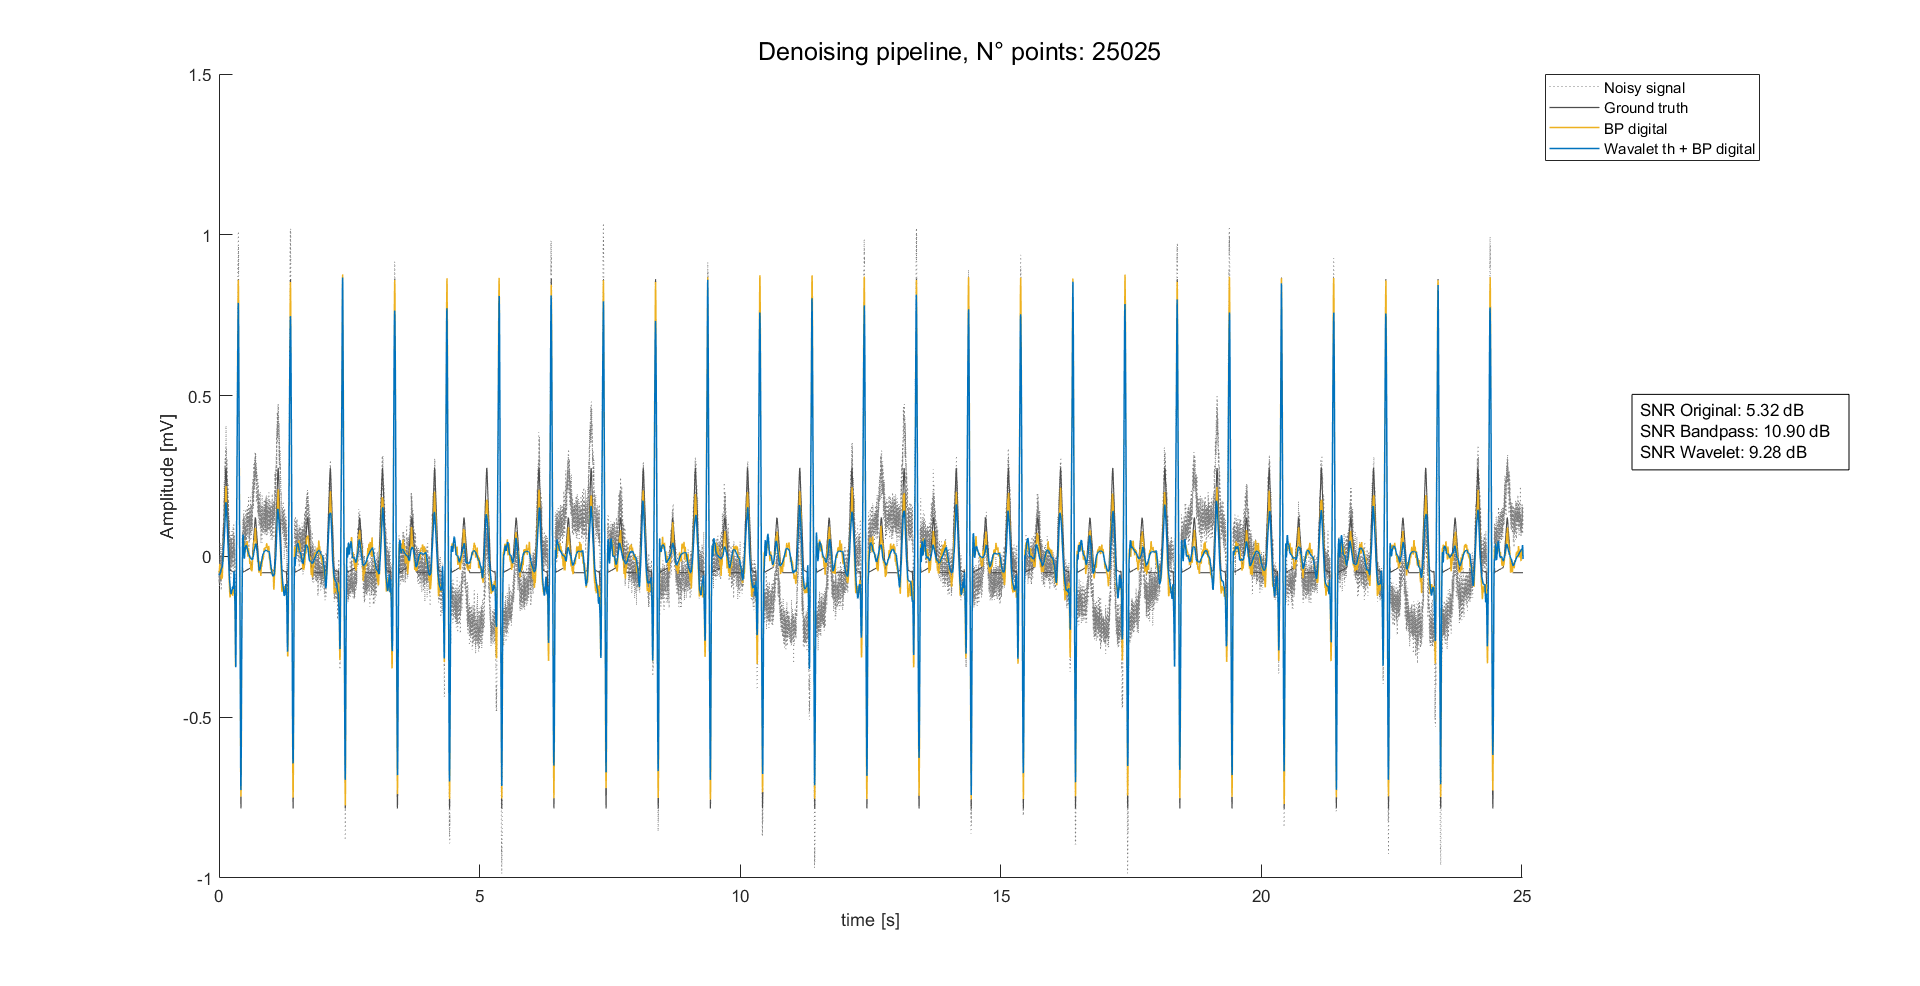 Denoising pipeline, N° points: 25025
Noisy signal
Ground truth
BP digital
Wavalet th + BP digital
1.5
1
0.5
0
-0.5
-1
Amplitude [mV]
SNR Original: 5.32 dB
SNR Bandpass: 10.90 dB
SNR Wavelet: 9.28 dB
0 5 10 15 20 25
time [s]